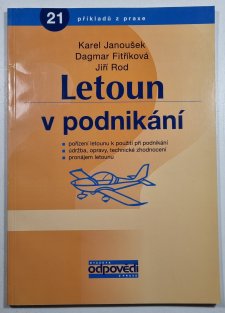 21 příkladů z praxe
Karel Janoušek
Dagmar Fitříková
Jiří Rod
Letoun
v podnikání
pořízení letounu k použití při podnikání
údržba, opravy, technické zhodnocení
pronájem letounu
odpovědi